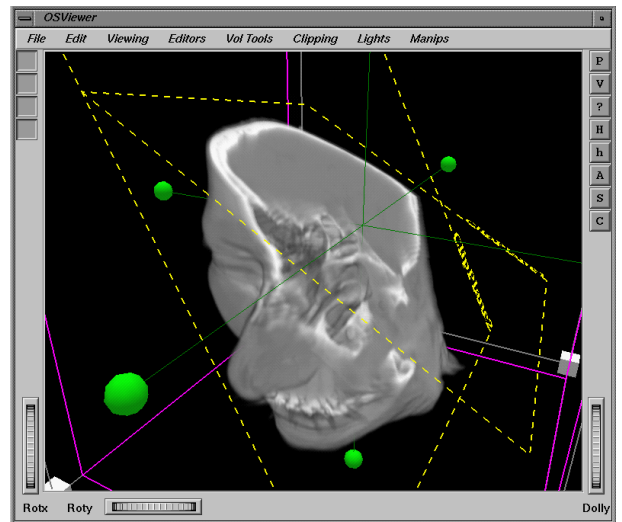 OSViewer
File Edit Viewing Editors Vol Tools Clipping Lights Manips
P
V
?
H
h
A
S
C
Rotx Roty Dolly